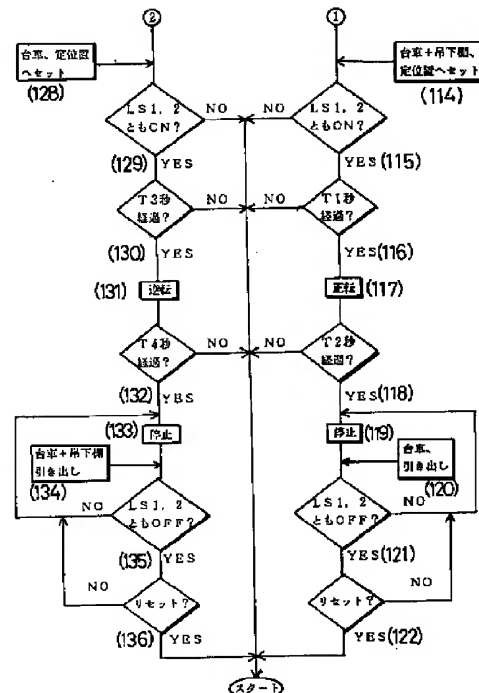 ②
①
台車、定位置
へセット
(128)
台車+吊下棚、
定位置へセット
(114)
LS1, 2
ともON?
NO
NO
LS1, 2
ともON?
(129)
YES
YES
(115)
T3秒
経過?
NO
NO
T1秒
経過?
(130)
YES
YES
(116)
(131)
逆転
正転
(117)
T4秒
経過?
NO
NO
T2秒
経過?
(132)
YES
YES
(118)
(133)
停止
停止
(119)
台車+吊下棚
引き出し
(134)
台車、
引き出し
(120)
NO
LS1, 2
ともOFF?
LS1, 2
ともOFF?
NO
(135)
YES
YES
(121)
NO
リセット?
リセット?
NO
(136)
YES
YES
(122)
スタート